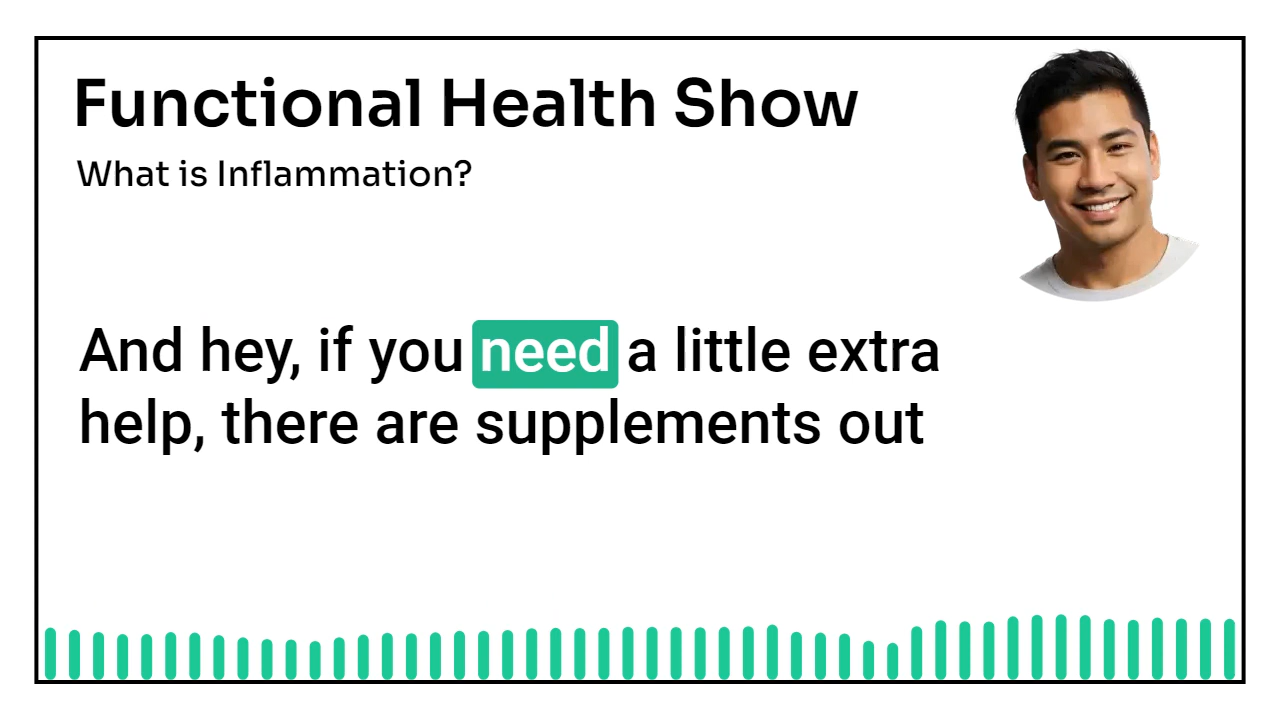 Functional Health Show
What is Inflammation?
And hey, if you need a little extra
help, there are supplements out